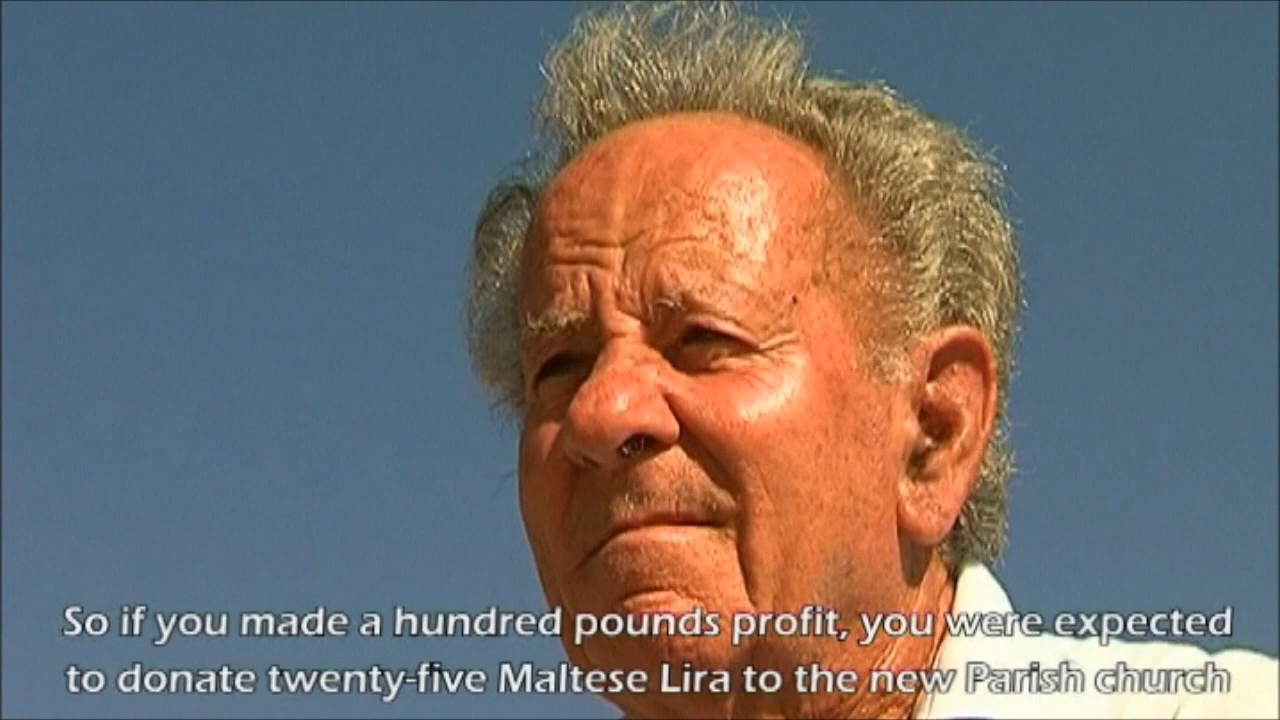 So if you made a hundred pounds profit, you were expected
to donate twenty-five Maltese Lira to the new Parish church